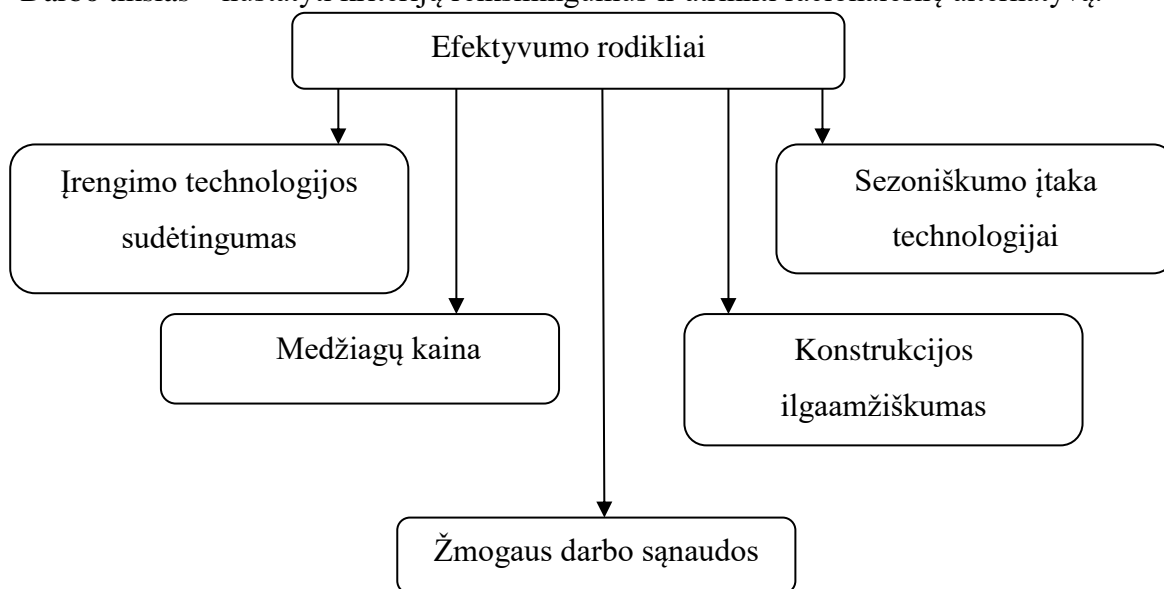 Efektyvumo rodikliai
Įrengimo technologijos
sudėtingumas
Sezoniškumo įtaka
technologijai
Medžiagų kaina
Konstrukcijos
ilgaamžiškumas
Žmogaus darbo sąnaudos